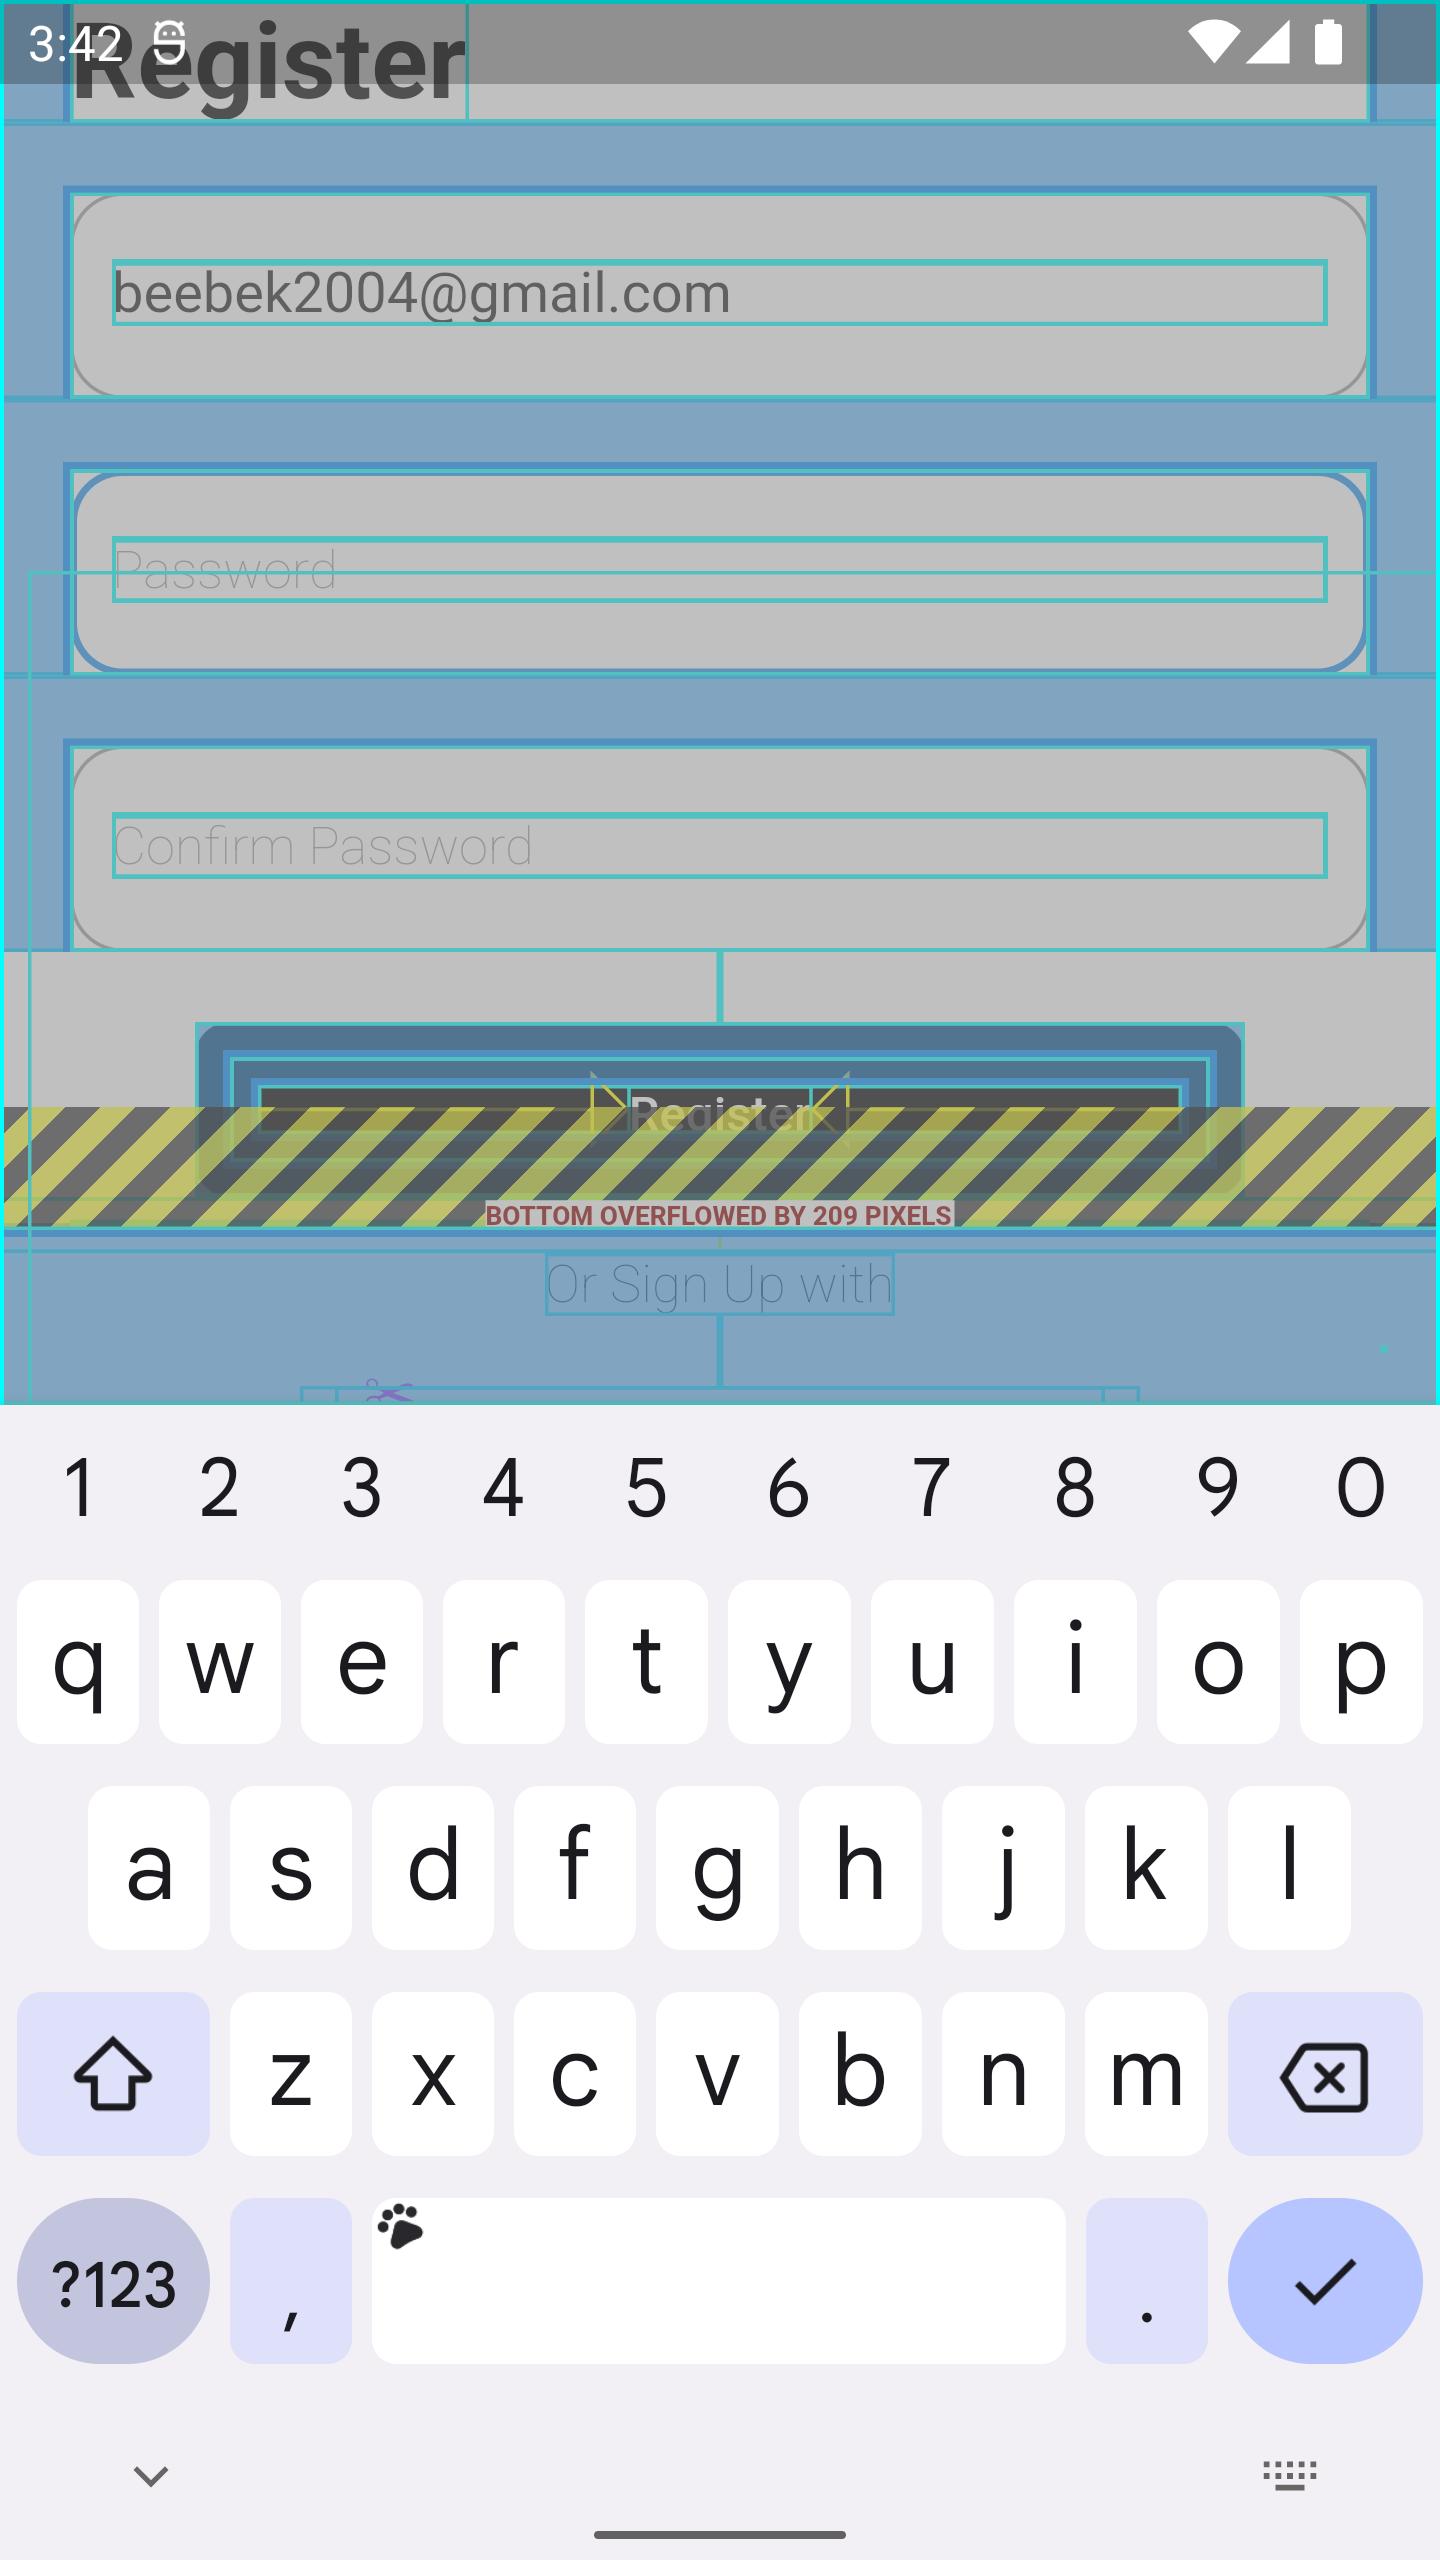 3:42
Register
beebek2004@gmail.com
Password
Confirm Password
Register
BOTTOM OVERFLOWED BY 209 PIXELS
Or Sign Up with
1 2 3 4 5 6 7 8 9 0
q w e r t y u i o p
a s d f g h j k l
z x c v b n m
?123 , .